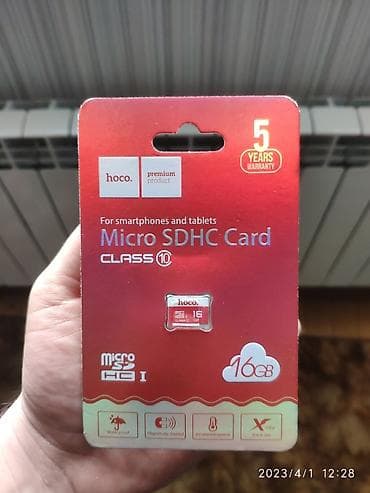 5
YEARS
WARRANTY
hoco.
premium
product
For smartphones and tablets
Micro SDHC Card
CLASS 10
hoco.
16
micro
SD
HC I
16GB
2023/4/1 12:28